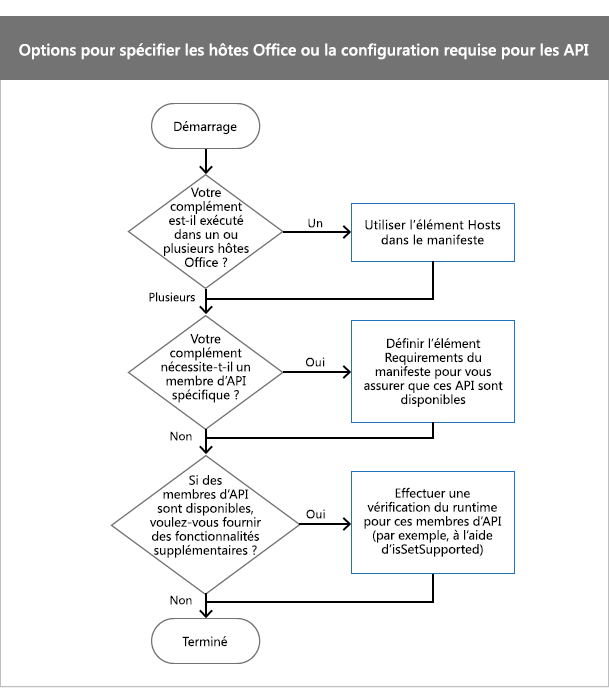 Options pour spécifier les hôtes Office ou la configuration requise pour les API
Démarrage
Votre
complément
est-il exécuté
dans un ou
plusieurs hôtes
Office ?
Un
Utiliser l'élément Hosts
dans le manifeste
Plusieurs
Votre
complément
nécessite-t-il un
membre d'API
spécifique ?
Oui
Définir l'élément
Requirements du
manifeste pour vous
assurer que ces API sont
disponibles
Non
Si des
membres d'API
sont disponibles,
voulez-vous fournir
des fonctionnalités
supplémentaires ?
Oui
Effectuer une
vérification du runtime
pour ces membres d'API
(par exemple, à l'aide
d'isSetSupported)
Non
Terminé